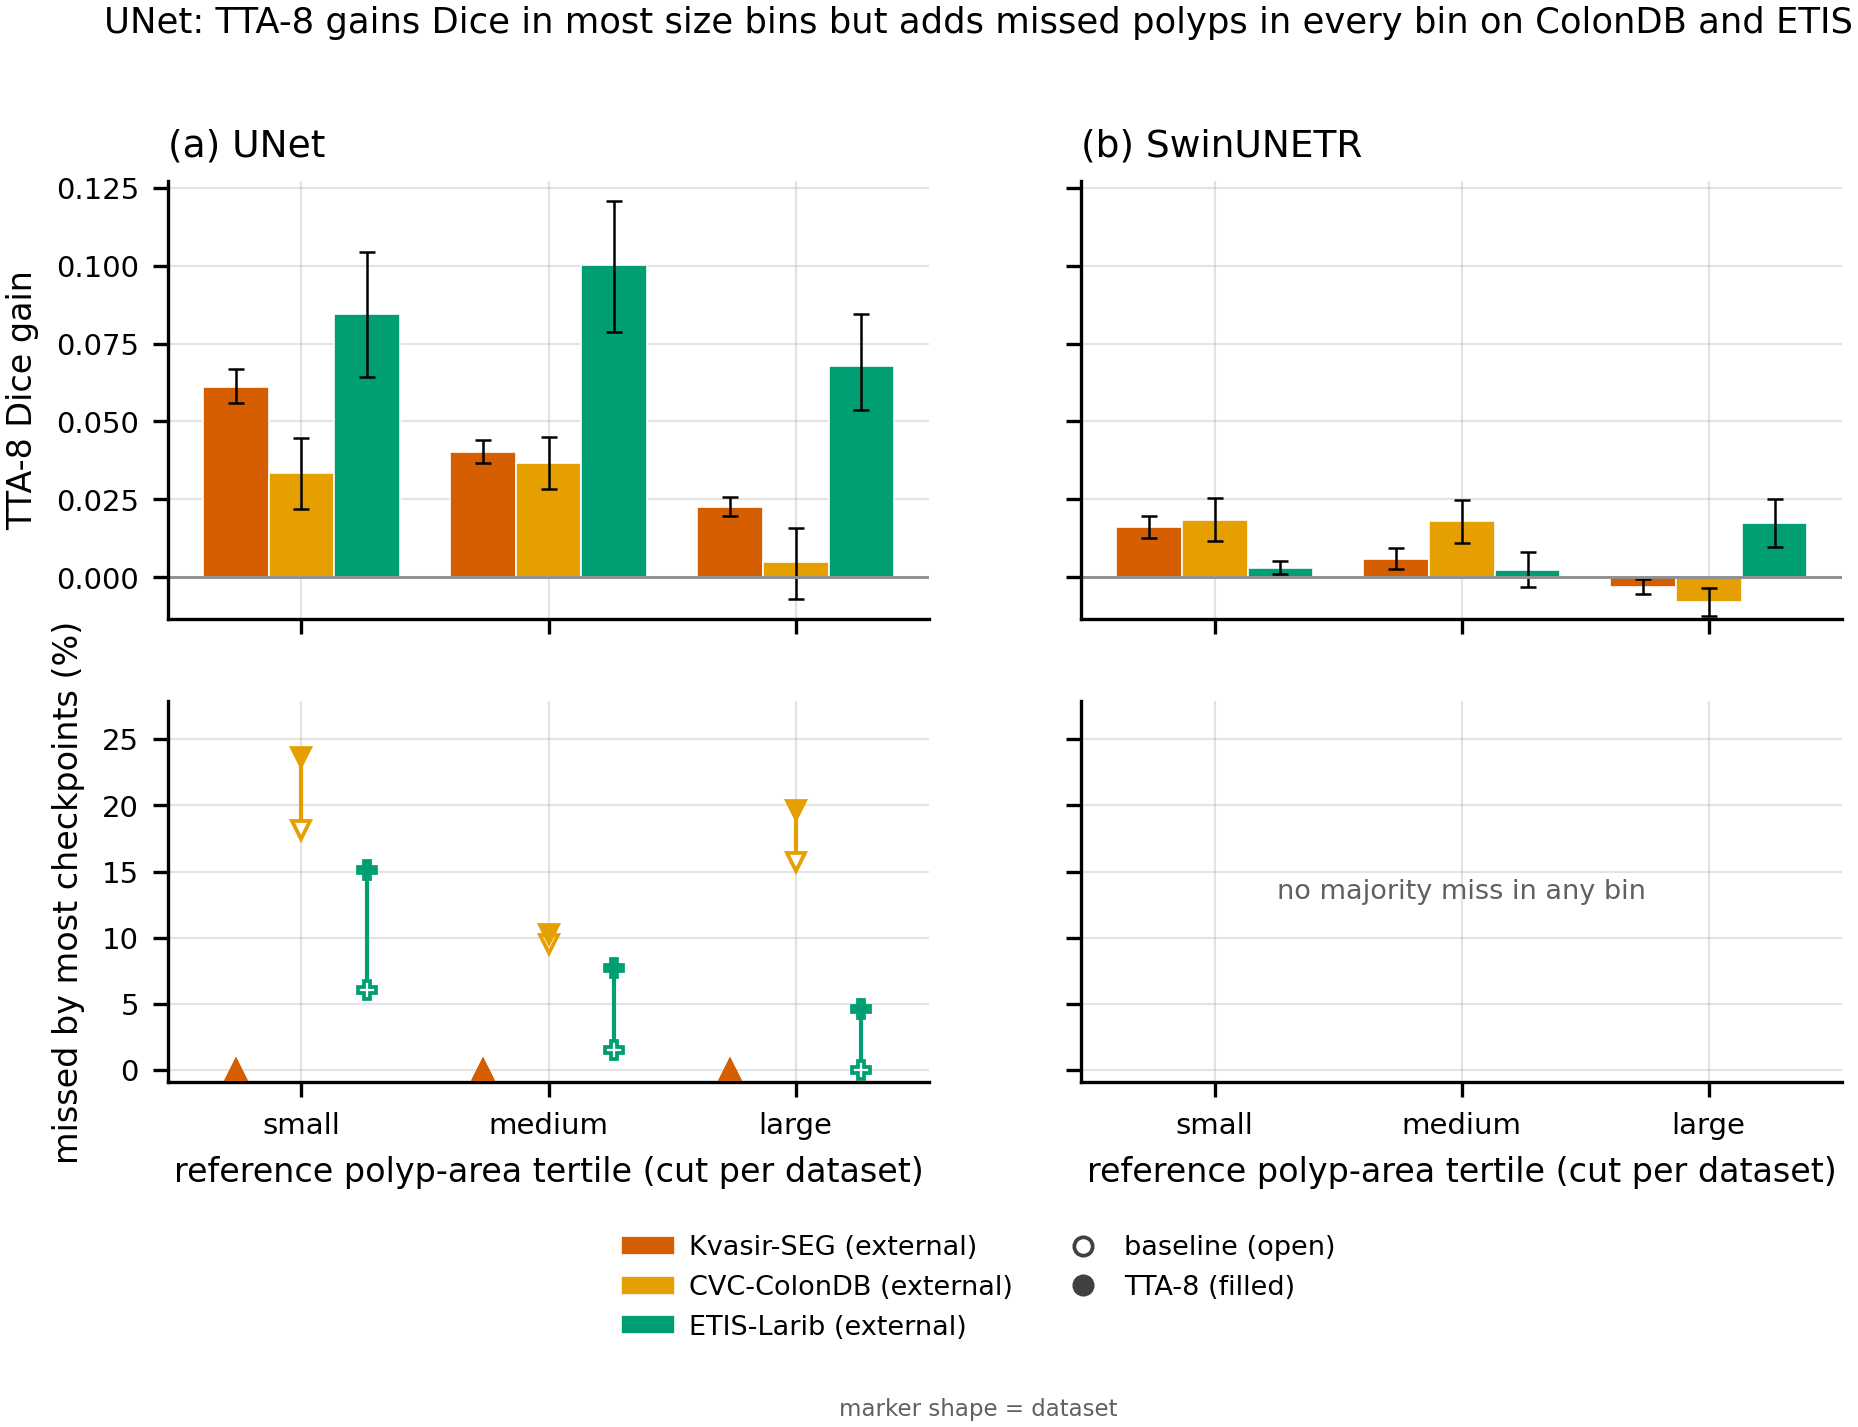 UNet: TTA-8 gains Dice in most size bins but adds missed polyps in every bin on ColonDB and ETIS
(a) UNet
(b) SwinUNETR
TTA-8 Dice gain
0.125
0.100
0.075
0.050
0.025
0.000
missed by most checkpoints (%)
25
20
15
10
5
0
no majority miss in any bin
small
medium
large
small
medium
large
reference polyp-area tertile (cut per dataset)
reference polyp-area tertile (cut per dataset)
Kvasir-SEG (external)
CVC-ColonDB (external)
ETIS-Larib (external)
baseline (open)
TTA-8 (filled)
marker shape = dataset